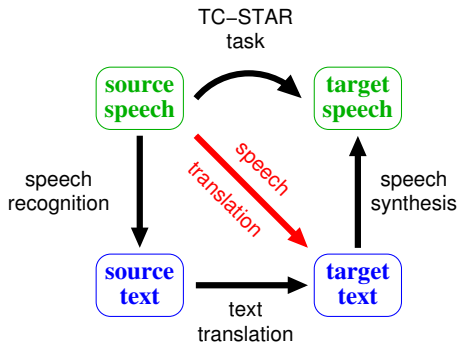 TC−STAR
task
source
speech
target
speech
speech
recognition
speech
translation
speech
synthesis
source
text
target
text
text
translation